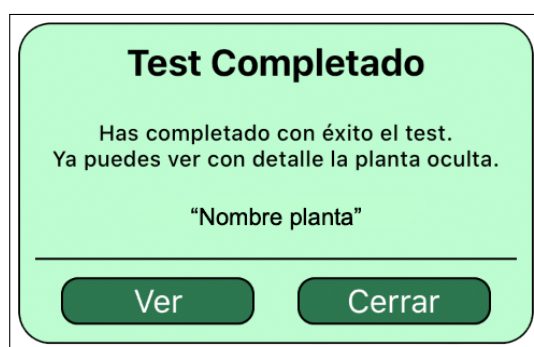 Test Completado
Has completado con éxito el test.
Ya puedes ver con detalle la planta oculta.
“Nombre planta”
Ver
Cerrar